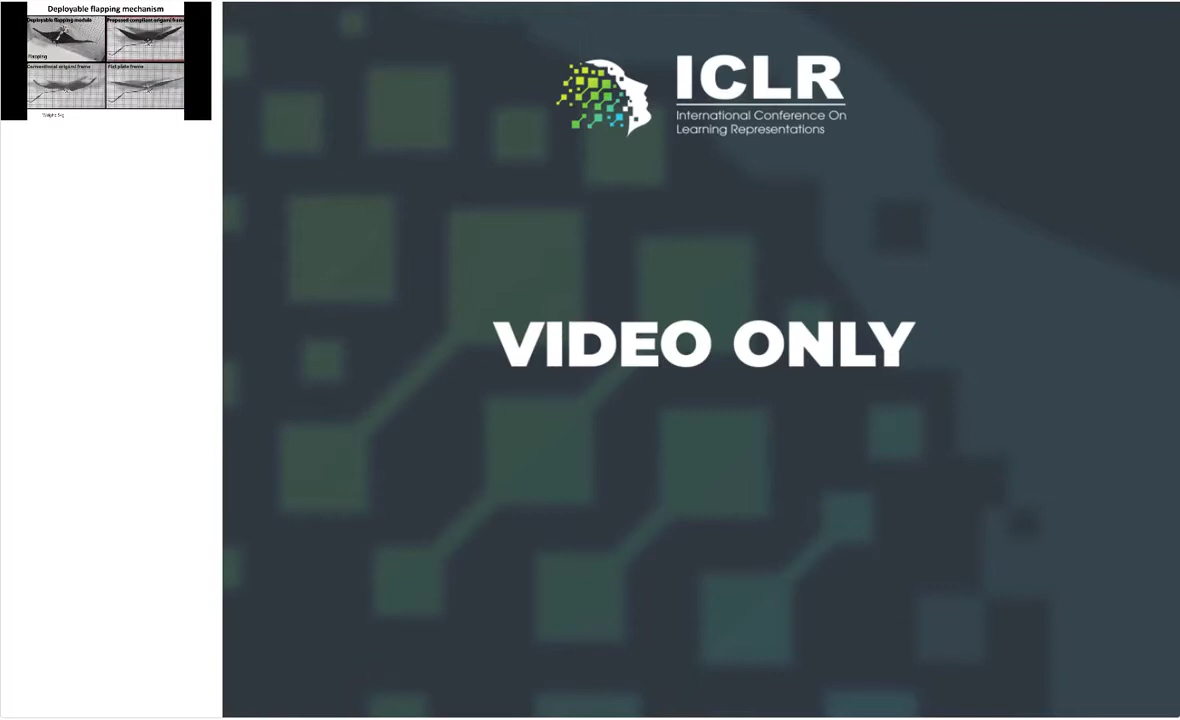 Deployable flapping mechanism
Deployable flapping module
Proposed compliant origami frame
Flapping
Conventional origami frame
Flat plate frame
ICLR
International Conference On
Learning Representations
VIDEO ONLY